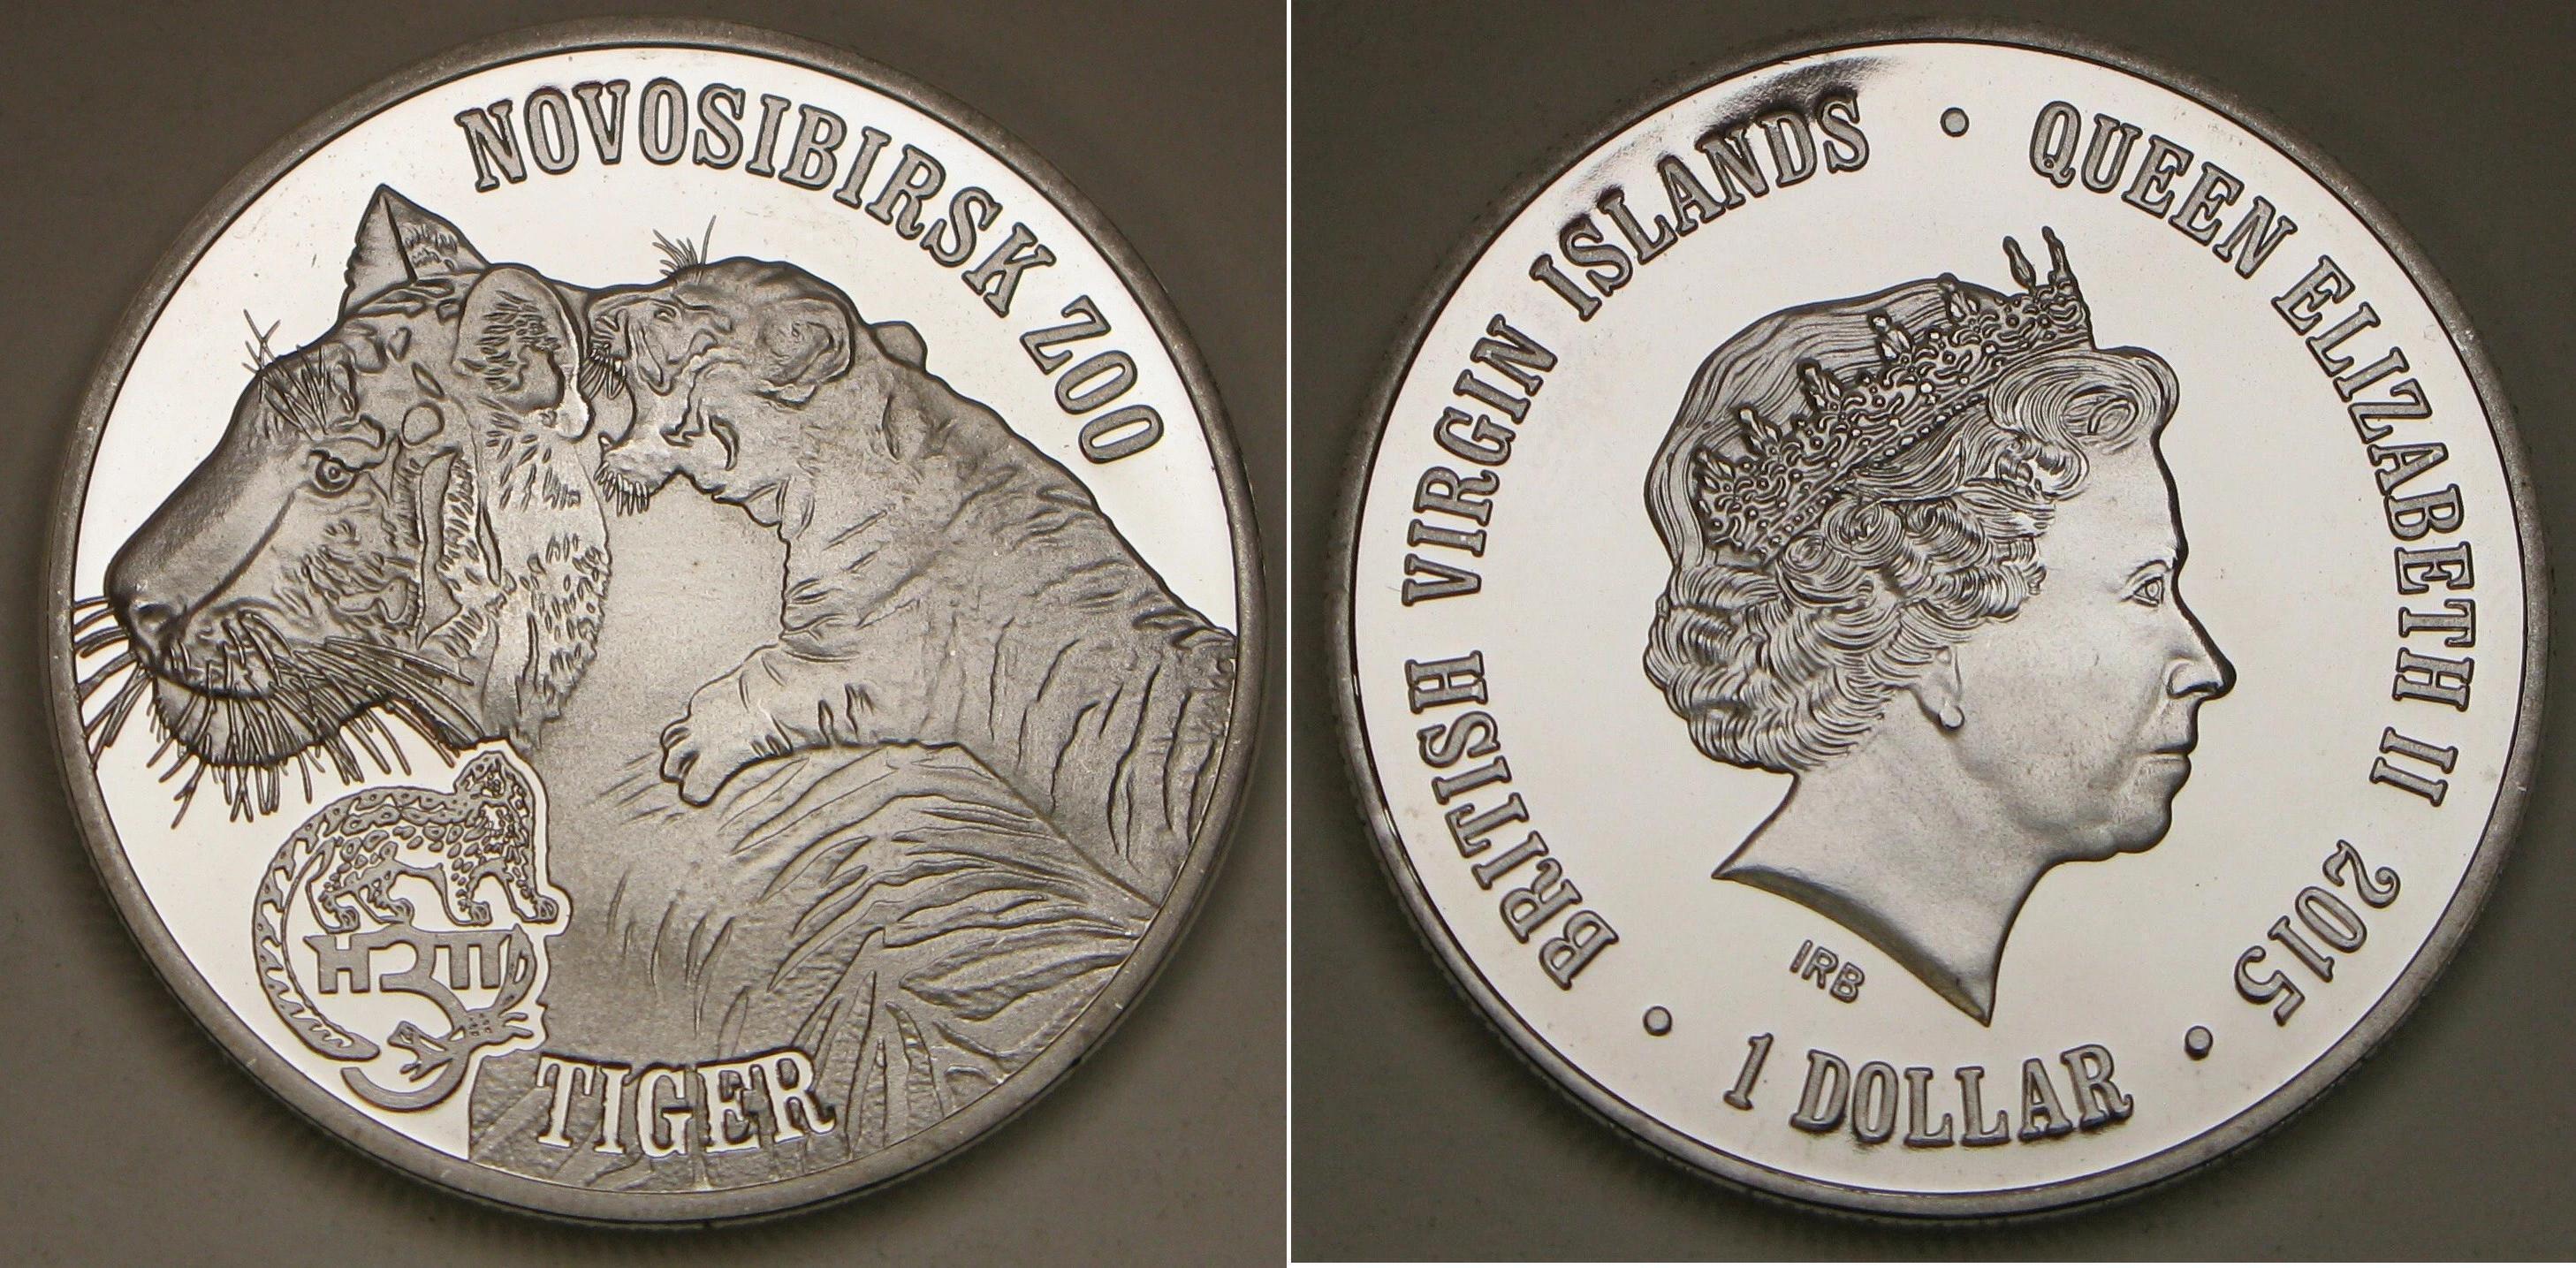 NOVOSIBIRSK ZOO
НЗП
TIGER
BRITISH VIRGIN ISLANDS • QUEEN ELIZABETH II 2015
IRB
• 1 DOLLAR •